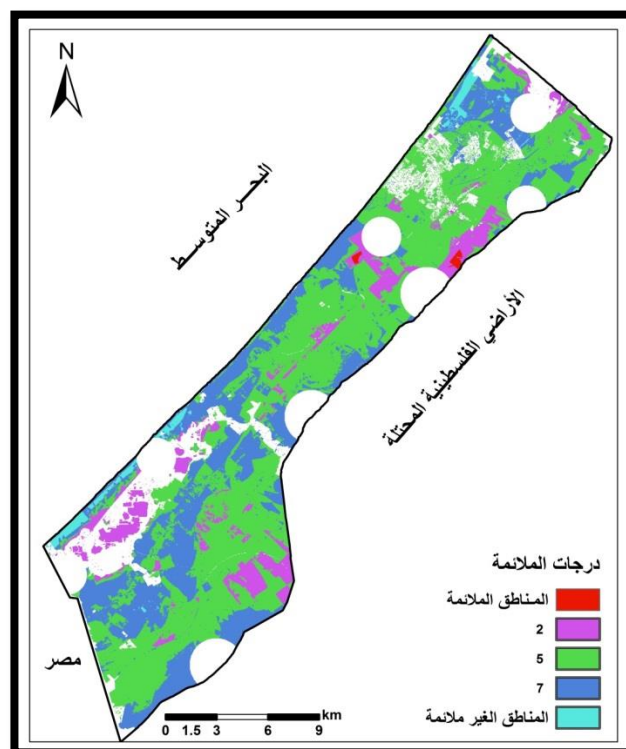 N
البحر المتوسط
الأراضي الفلسطينية المحتلة
مصر
درجات الملائمة
المناطق الملائمة
2
5
7
المناطق الغير ملائمة
km
0 1.5 3 6 9